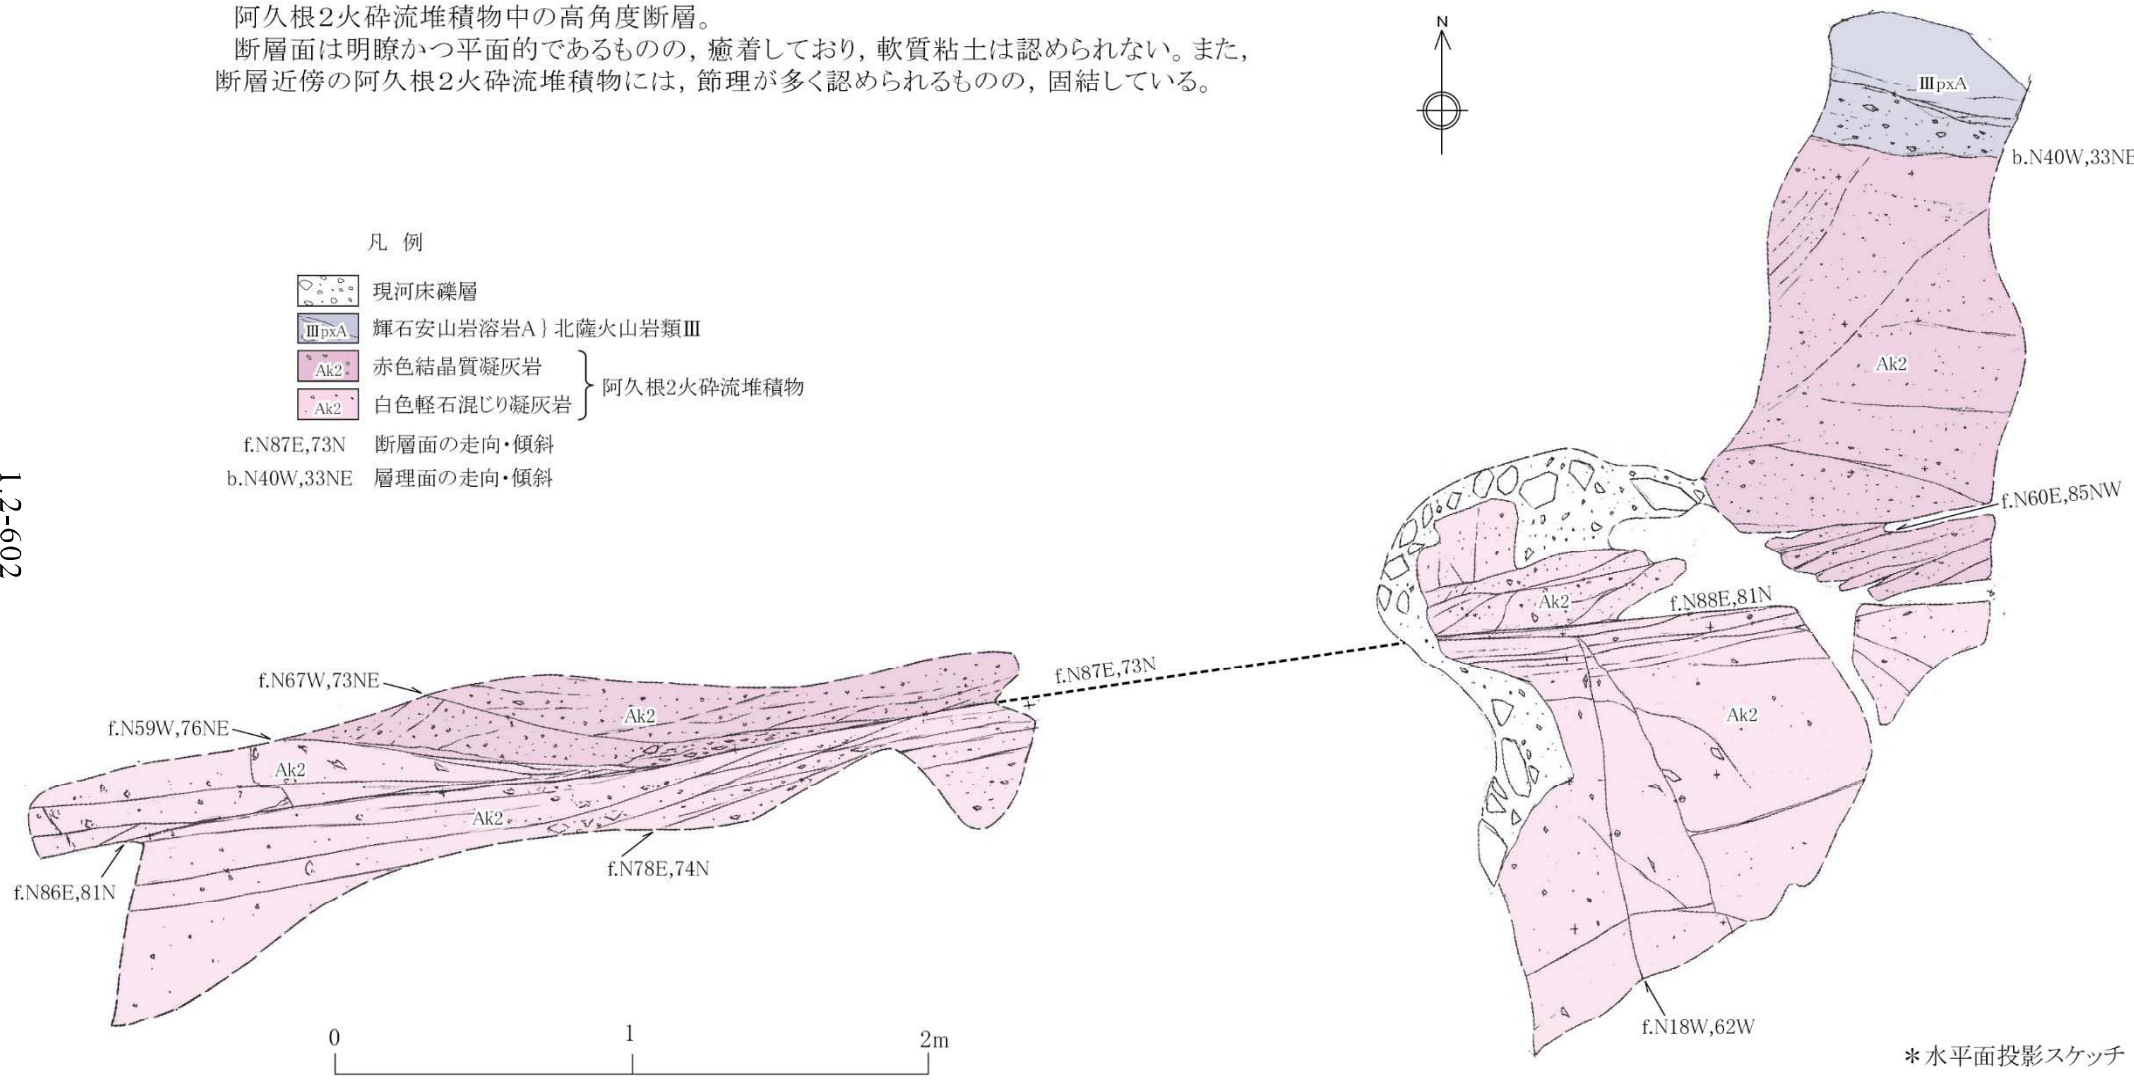 阿久根2火砕流堆積物中の高角度断層。
断層面は明瞭かつ平面的であるものの，癒着しており，軟質粘土は認められない。また，
断層近傍の阿久根2火砕流堆積物には，節理が多く認められるものの，固結している。
N
ⅢpxA
b.N40W,33NE
凡 例
現河床礫層
ⅢpxA 輝石安山岩溶岩A } 北薩火山岩類Ⅲ
Ak2 赤色結晶質凝灰岩
阿久根2火砕流堆積物
Ak2 白色軽石混じり凝灰岩
f.N87E,73N 断層面の走向・傾斜
b.N40W,33NE 層理面の走向・傾斜
Ak2
f.N60E,85NW
Ak2
f.N88E,81N
f.N87E,73N
f.N67W,73NE
f.N59W,76NE
Ak2
Ak2
Ak2
Ak2
f.N78E,74N
f.N86E,81N
f.N18W,62W
0 1 2m
＊水平面投影スケッチ
1.2-602